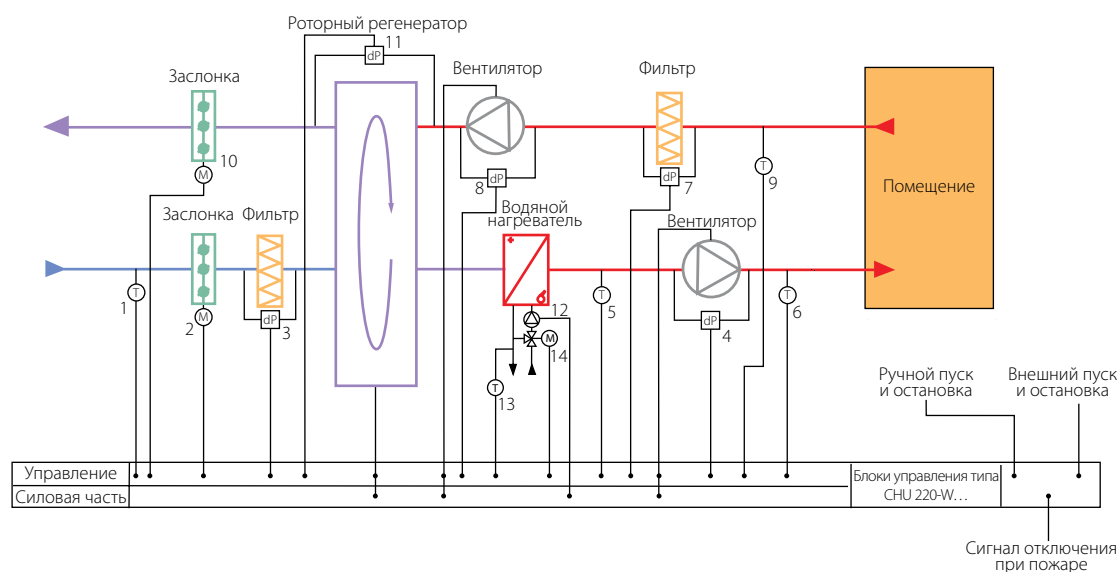 Роторный регенератор
11
dP
Заслонка
Вентилятор
Фильтр
M
10
dP
8
dP
7
T
9
Помещение
Заслонка
Фильтр
Водяной
нагреватель
Вентилятор
T
1
M
2
dP
3
12
M
14
T
13
T
5
dP
4
T
6
Ручной пуск
и остановка
Внешний пуск
и остановка
Управление
Силовая часть
Блоки управления типа
CHU 220-W…
Сигнал отключения
при пожаре